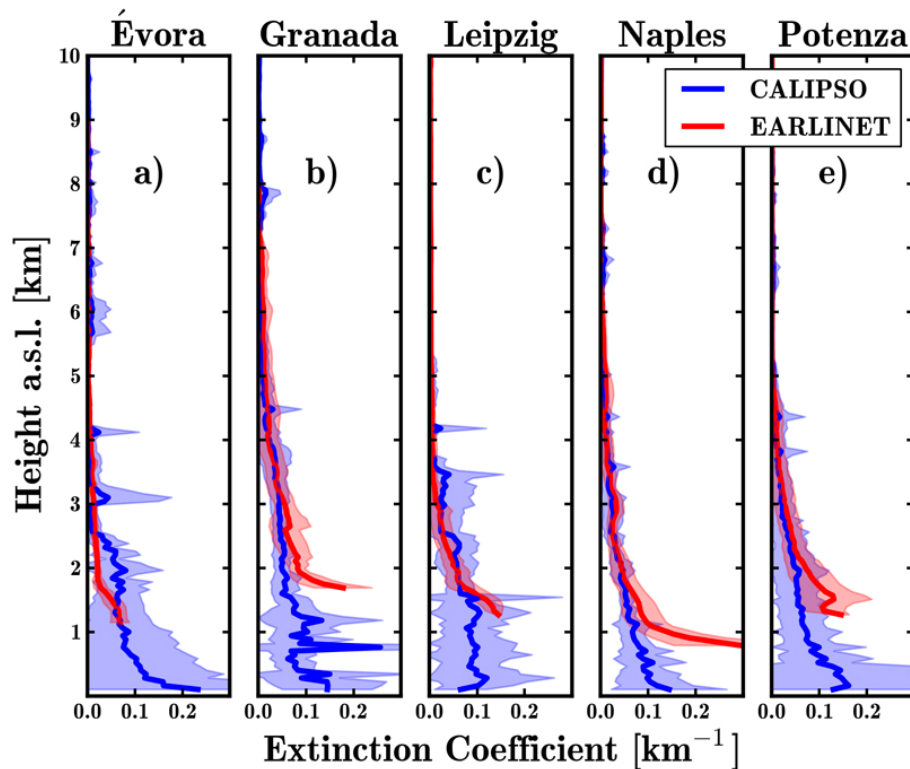 Évora Granada Leipzig Naples Potenza
CALIPSO
EARLINET
a) b) c) d) e)
10
9
8
7
6
5
4
3
2
1
Height a.s.l. [km]
0.0 0.1 0.2 0.0 0.1 0.2 0.0 0.1 0.2 0.0 0.1 0.2 0.0 0.1 0.2
Extinction Coefficient [km⁻¹]